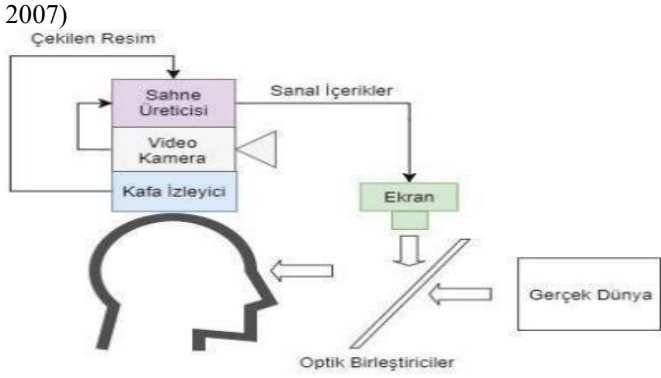 2007)
Çekilen Resim
Sahne
Üreticisi
Sanal İçerikler
Video
Kamera
Kafa İzleyici
Ekran
Gerçek Dünya
Optik Birleştiriciler